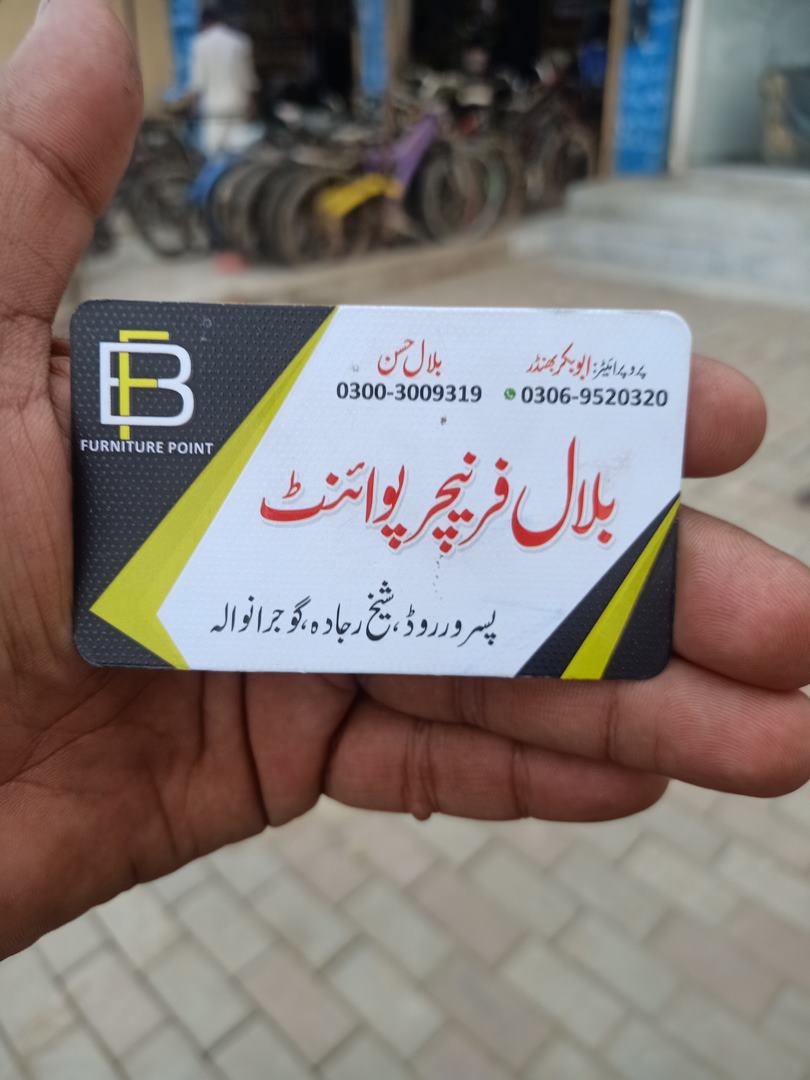 FURNITURE POINT
پروپرائیٹر: ابوبکر بھنڈر
0306-9520320
بلال حسن
0300-3009319
بلال فرنیچر پوائنٹ
پسرور روڈ، شیخ رجادہ، گوجرانوالہ